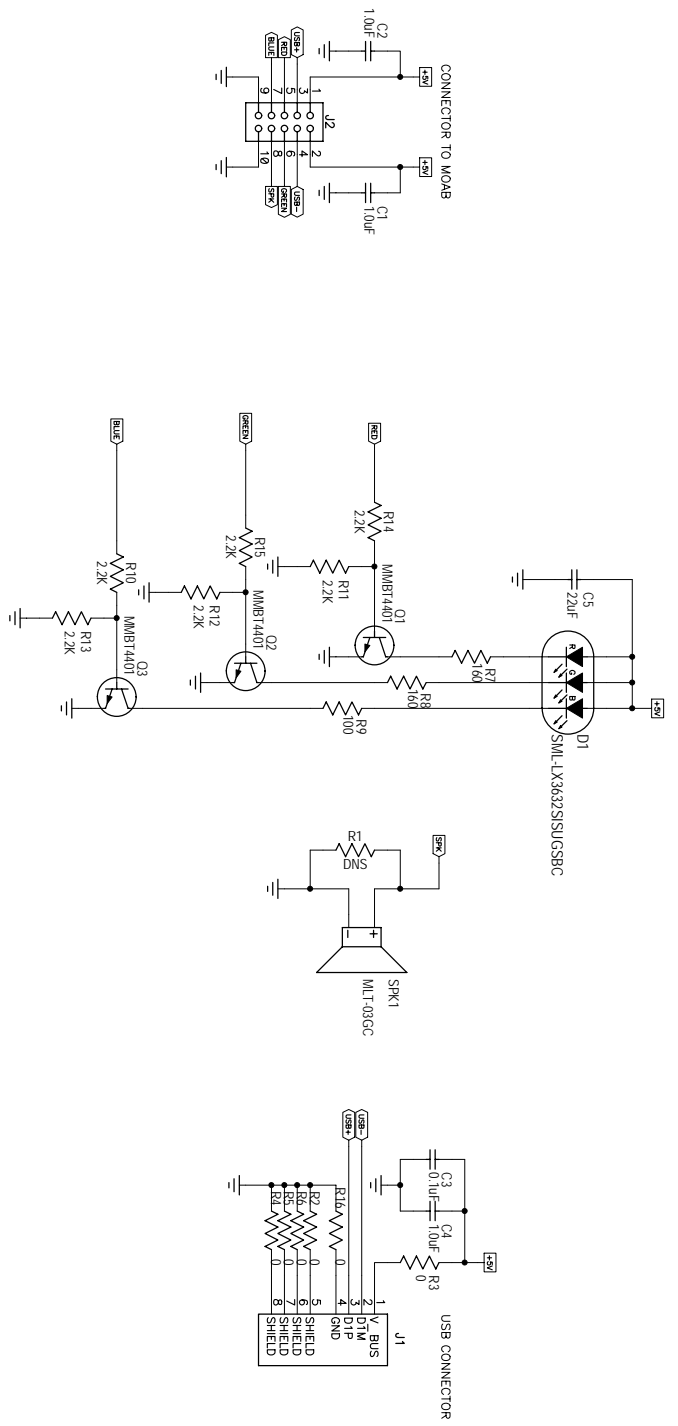 CONNECTOR TO MOAB
+5V
+5V
C2
1.0uF
C1
1.0uF
USB+
RED
BLUE
1
3
5
7
9
J2
2
4
6
8
10
USB-
GREEN
SPK
RED
R14
2.2K
R11
2.2K
Q1
MMBT4401
GREEN
R15
2.2K
R12
2.2K
Q2
MMBT4401
BLUE
R10
2.2K
R13
2.2K
Q3
MMBT4401
C5
22uF
+5V
R
G
B
D1
SML-LX3632SISUGSBC
R7
160
R8
160
R9
100
SPK
R1
DNS
+
-
SPK1
MLT-03GC
USB CONNECTOR
+5V
C3
0.1uF
C4
1.0uF
R3
0
USB-
USB+
R16
0
R2
0
R6
0
R5
0
R4
0
J1
1 V_BUS
2 D1M
3 D1P
4 GND
5 SHIELD
6 SHIELD
7 SHIELD
8 SHIELD